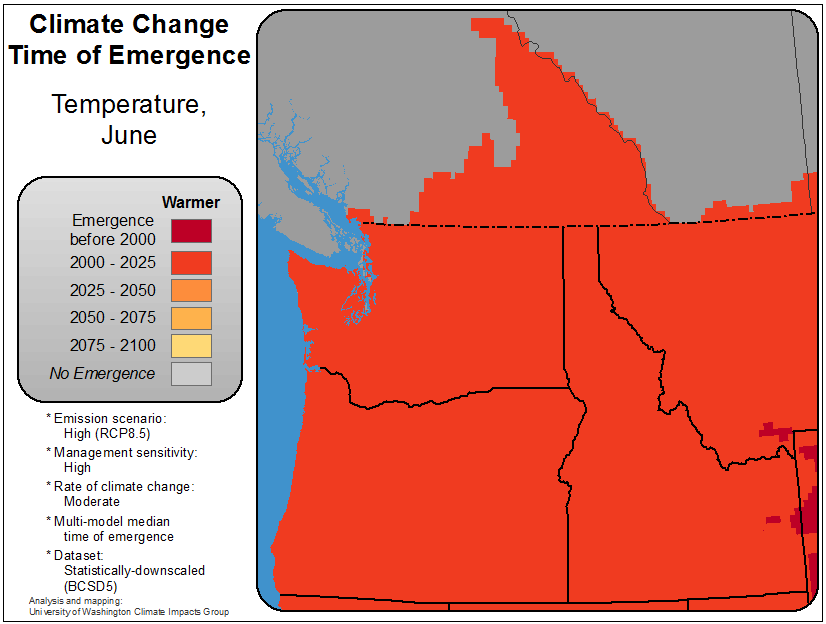 Climate Change
Time of Emergence
Temperature,
June
Warmer
Emergence
before 2000
2000 - 2025
2025 - 2050
2050 - 2075
2075 - 2100
No Emergence
* Emission scenario:
High (RCP8.5)
* Management sensitivity:
High
* Rate of climate change:
Moderate
* Multi-model median
time of emergence
* Dataset:
Statistically-downscaled
(BCSD5)
Analysis and mapping:
University of Washington Climate Impacts Group